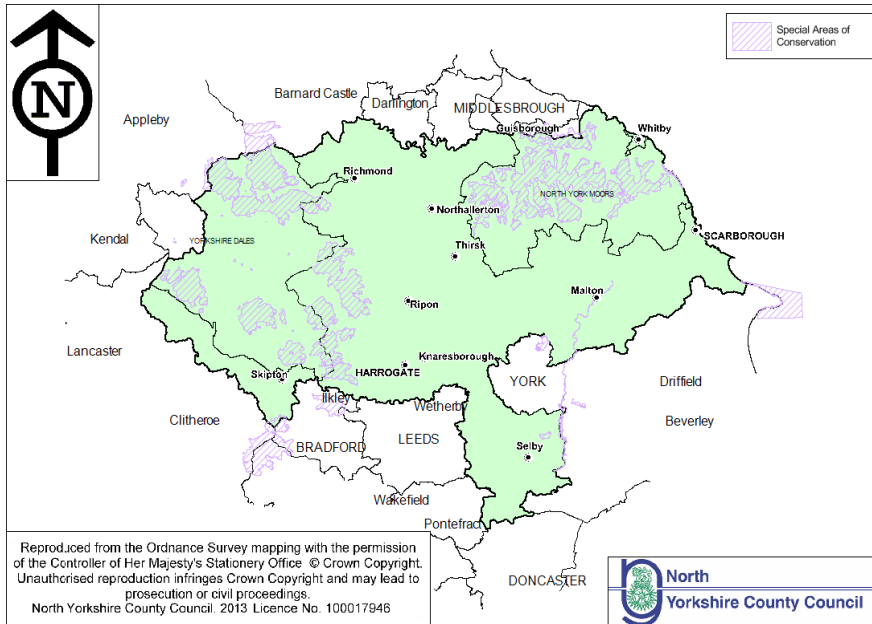 Special Areas of
Conservation
N
Barnard Castle
Darlington
MIDDLESBROUGH
Appleby
Guisborough
Whitby
Richmond
NORTH YORK MOORS
Northallerton
Kendal
YORKSHIRE DALES
SCARBOROUGH
Thirsk
Malton
Ripon
Lancaster
Knaresborough
HARROGATE
Skipton
YORK
Driffield
Ilkley
Wetherby
Clitheroe
Beverley
BRADFORD
LEEDS
Selby
Wakefield
Pontefract
DONCASTER
Reproduced from the Ordnance Survey mapping with the permission
of the Controller of Her Majesty's Stationery Office © Crown Copyright.
Unauthorised reproduction infringes Crown Copyright and may lead to
prosecution or civil proceedings.
North Yorkshire County Council. 2013 Licence No. 100017946
North
Yorkshire County Council